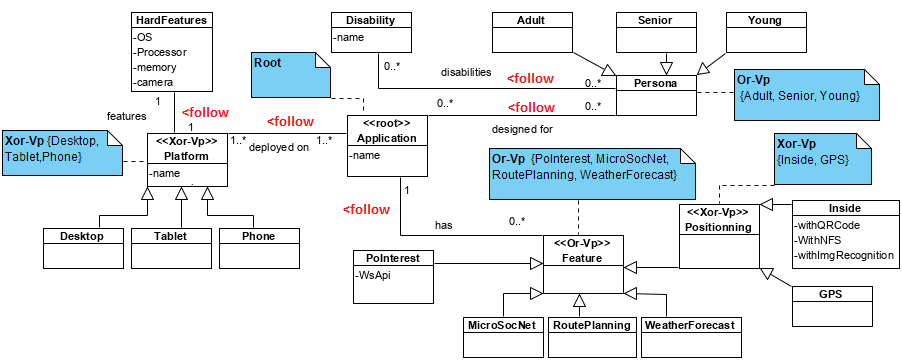 HardFeatures
-OS
-Processor
-memory
-camera
Disability
-name
Adult
Senior
Young
Root
0..*
disabilities
<follow
0..*
Persona
Or-Vp
{Adult, Senior, Young}
1
features
<follow
1
<follow
0..*
<follow
0..*
Xor-Vp {Desktop,
Tablet,Phone}
<<Xor-Vp>>
Platform
-name
1..*
deployed on
1..*
<<root>>
Application
-name
designed for
Or-Vp {PoInterest, MicroSocNet,
RoutePlanning, WeatherForecast}
Xor-Vp
{Inside, GPS}
1
<follow
has
0..*
Desktop
Tablet
Phone
<<Xor-Vp>>
Positionning
Inside
-withQRCode
-WithNFS
-withImgRecognition
PoInterest
-WsApi
<<Or-Vp>>
Feature
GPS
MicroSocNet
RoutePlanning
WeatherForecast